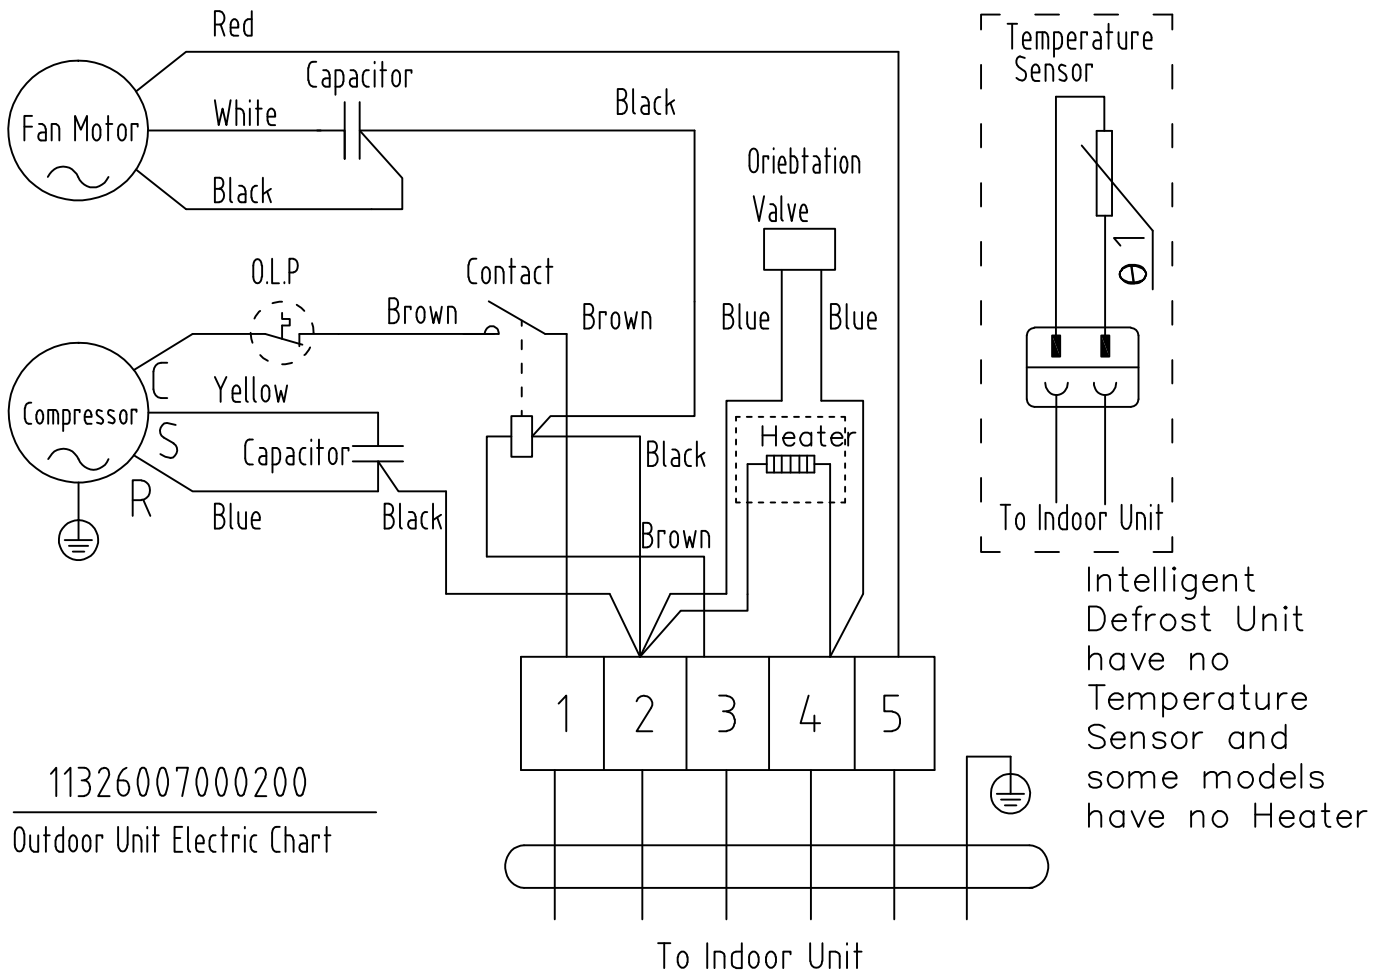 Red
Capacitor
White
Black
Fan Motor
Black
Oriebtation
Valve
Temperature
Sensor
θ 1
O.L.P
Contact
Brown
Brown
Blue
Blue
C
Yellow
Compressor
S
Capacitor
Heater
Black
R
Blue
Black
Brown
To Indoor Unit
Intelligent
Defrost Unit
have no
Temperature
Sensor and
some models
have no Heater
1 2 3 4 5
11326007000200
Outdoor Unit Electric Chart
To Indoor Unit